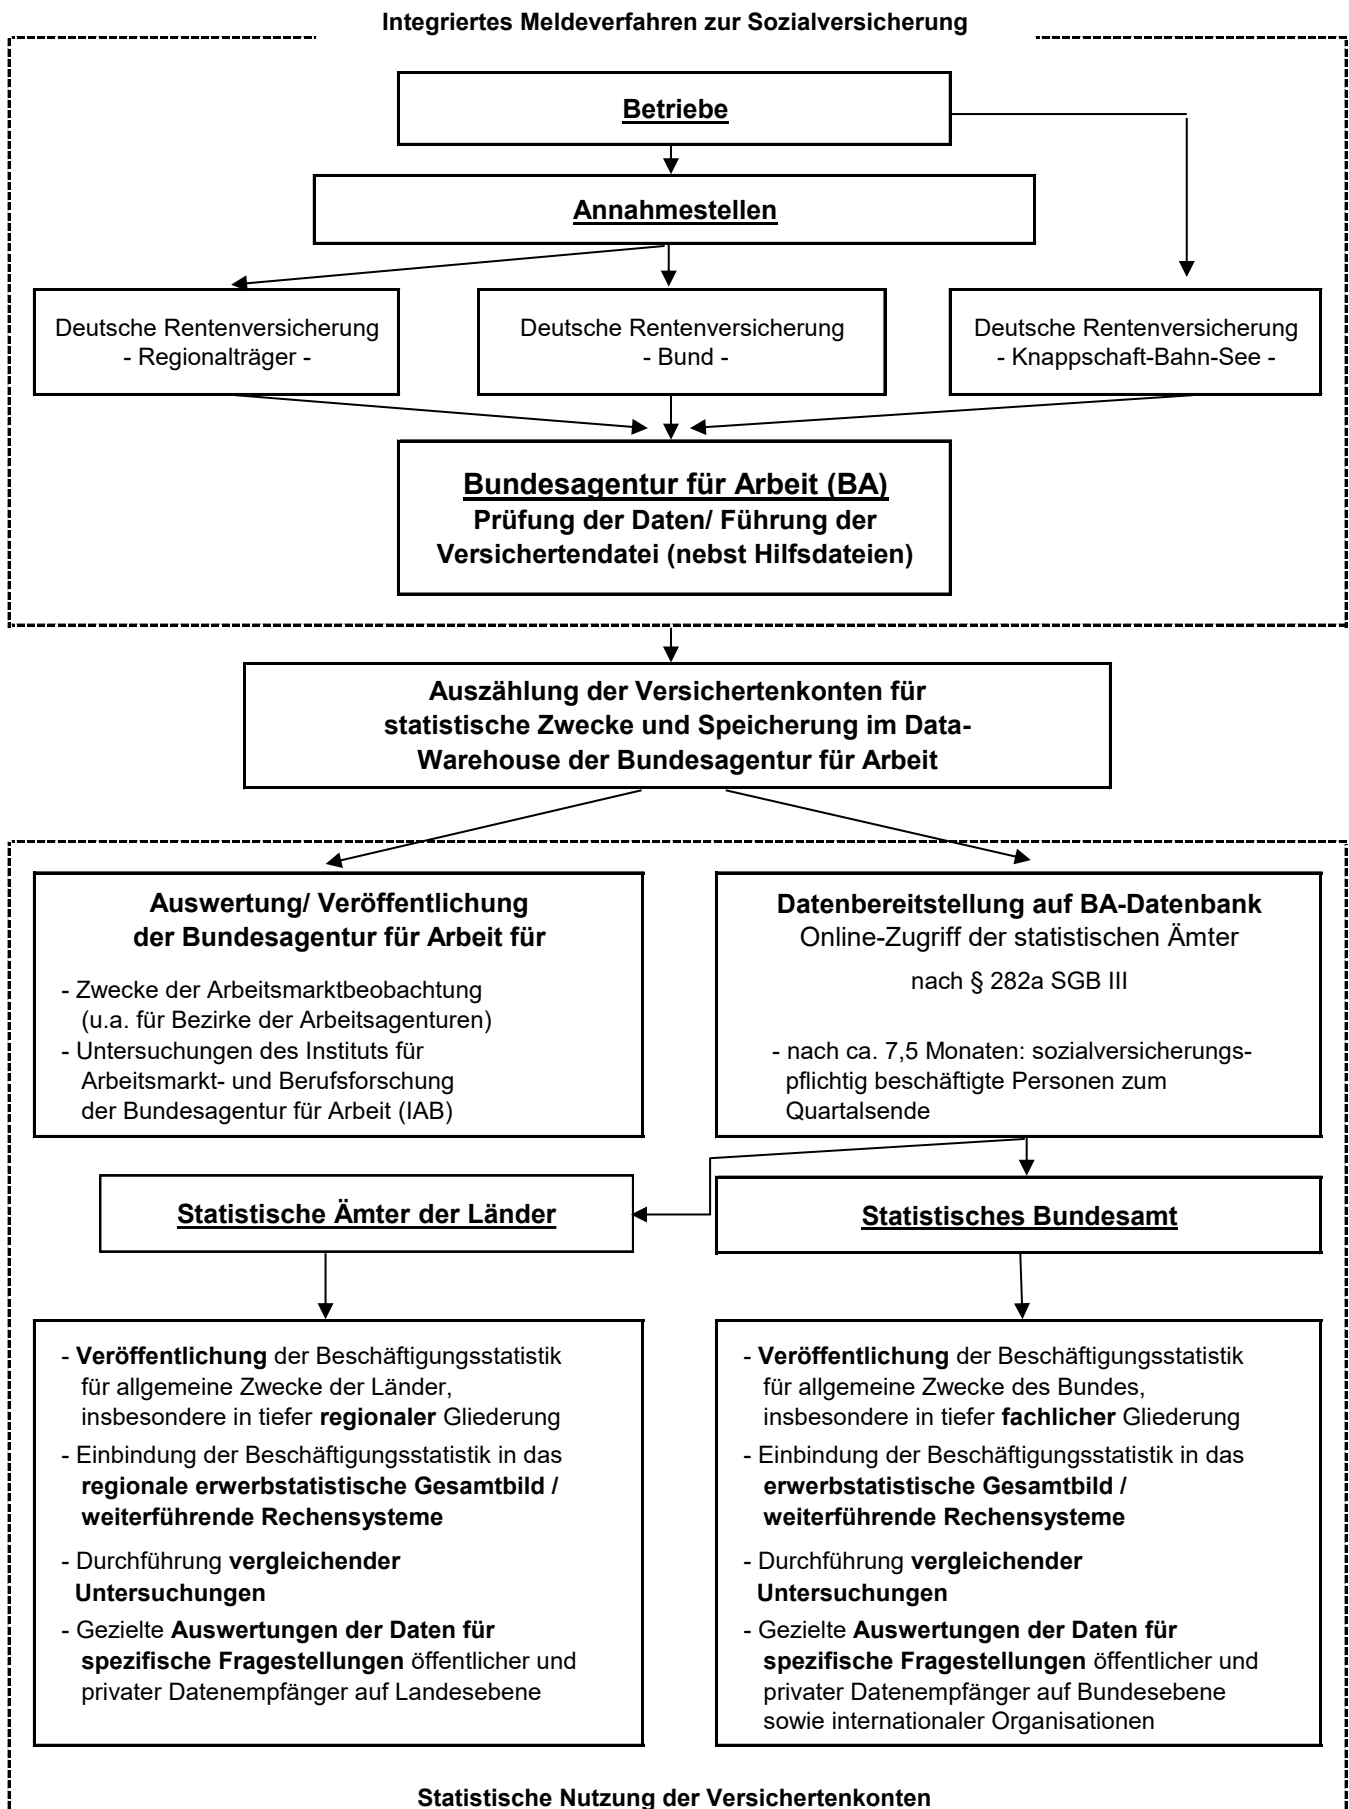 Integriertes Meldeverfahren zur Sozialversicherung
Betriebe
Annahmestellen
Deutsche Rentenversicherung
- Regionalträger -
Deutsche Rentenversicherung
- Bund -
Deutsche Rentenversicherung
- Knappschaft-Bahn-See -
Bundesagentur für Arbeit (BA)
Prüfung der Daten/ Führung der
Versichertendatei (nebst Hilfsdateien)
Auszählung der Versichertenkonten für
statistische Zwecke und Speicherung im Data-
Warehouse der Bundesagentur für Arbeit
Auswertung/ Veröffentlichung
der Bundesagentur für Arbeit für
- Zwecke der Arbeitsmarktbeobachtung
(u.a. für Bezirke der Arbeitsagenturen)
- Untersuchungen des Instituts für
Arbeitsmarkt- und Berufsforschung
der Bundesagentur für Arbeit (IAB)
Datenbereitstellung auf BA-Datenbank
Online-Zugriff der statistischen Ämter
nach § 282a SGB III
- nach ca. 7,5 Monaten: sozialversicherungs-
pflichtig beschäftigte Personen zum
Quartalsende
Statistische Ämter der Länder
Statistisches Bundesamt
- Veröffentlichung der Beschäftigungsstatistik
für allgemeine Zwecke der Länder,
insbesondere in tiefer regionaler Gliederung
- Einbindung der Beschäftigungsstatistik in das
regionale erwerbstatistische Gesamtbild /
weiterführende Rechensysteme
- Durchführung vergleichender
Untersuchungen
- Gezielte Auswertungen der Daten für
spezifische Fragestellungen öffentlicher und
privater Datenempfänger auf Landesebene
- Veröffentlichung der Beschäftigungsstatistik
für allgemeine Zwecke des Bundes,
insbesondere in tiefer fachlicher Gliederung
- Einbindung der Beschäftigungsstatistik in das
erwerbstatistische Gesamtbild /
weiterführende Rechensysteme
- Durchführung vergleichender
Untersuchungen
- Gezielte Auswertungen der Daten für
spezifische Fragestellungen öffentlicher und
privater Datenempfänger auf Bundesebene
sowie internationaler Organisationen
Statistische Nutzung der Versichertenkonten